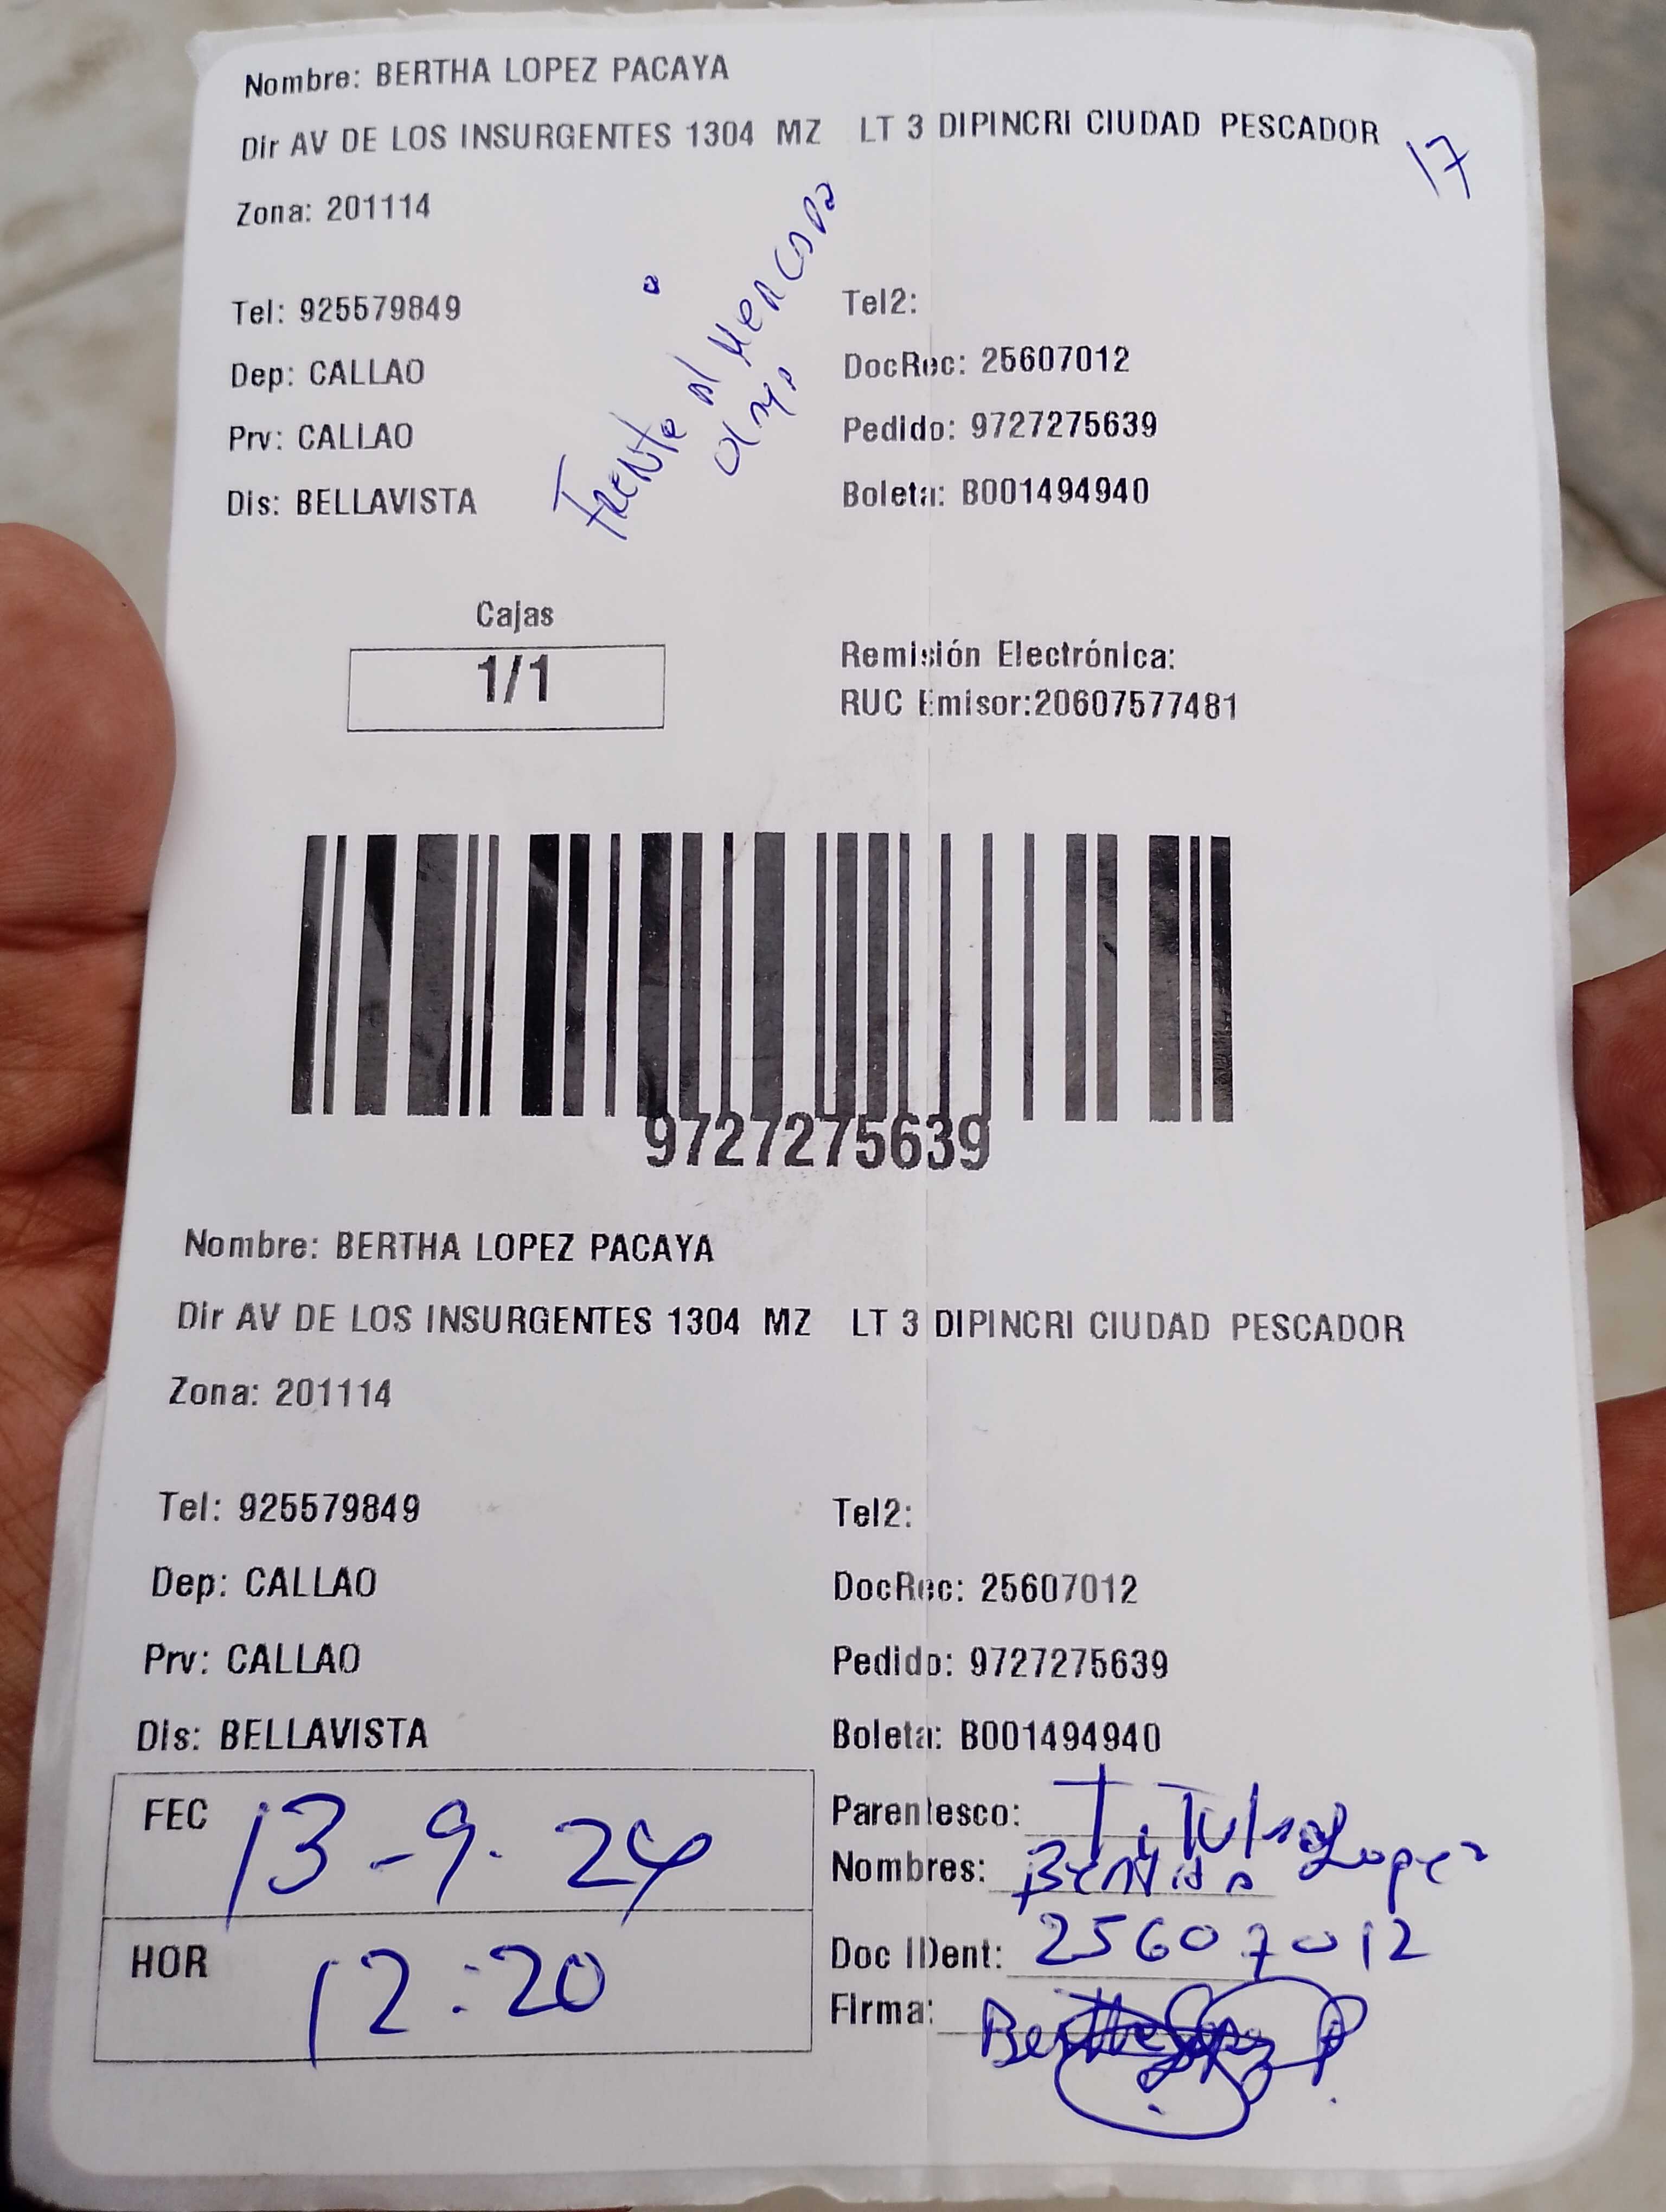 Nombre: BERTHA LOPEZ PACAYA
Dir AV DE LOS INSURGENTES 1304 MZ LT 3 DIPINCRI CIUDAD PESCADOR
17
Zona: 201114
Tel: 925579849
Tel2:
Dep: CALLAO
DocRec: 25607012
Prv: CALLAO
Pedido: 9727275639
Dis: BELLAVISTA
Boleta: B001494940
Frente al Mercado
Cajas
1/1
Remisión Electrónica:
RUC Emisor:20607577481
9727275639
Nombre: BERTHA LOPEZ PACAYA
Dir AV DE LOS INSURGENTES 1304 MZ LT 3 DIPINCRI CIUDAD PESCADOR
Zona: 201114
Tel: 925579849
Tel2:
Dep: CALLAO
DocRec: 25607012
Prv: CALLAO
Pedido: 9727275639
Dis: BELLAVISTA
Boleta: B001494940
FEC 13-9-24
HOR 12:20
Parentesco: Titular
Nombres: Bertha Lopez
Doc IDent: 25607012
Firma: Bertha Lopez P.